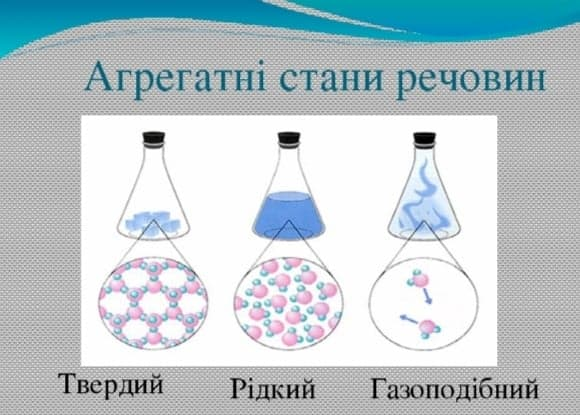 Агрегатні стани речовин
Твердий
Рідкий
Газоподібний